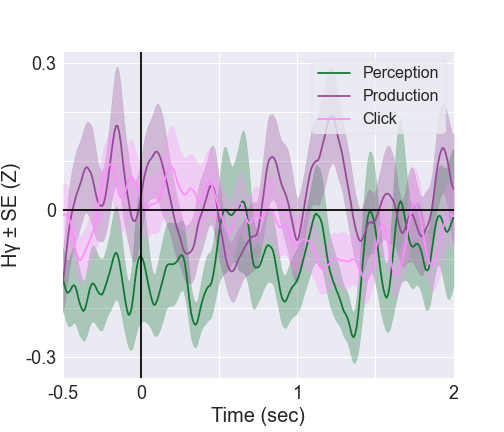 Perception
Production
Click
0.3
0
-0.3
Hγ ± SE (Z)
-0.5
0
1
2
Time (sec)